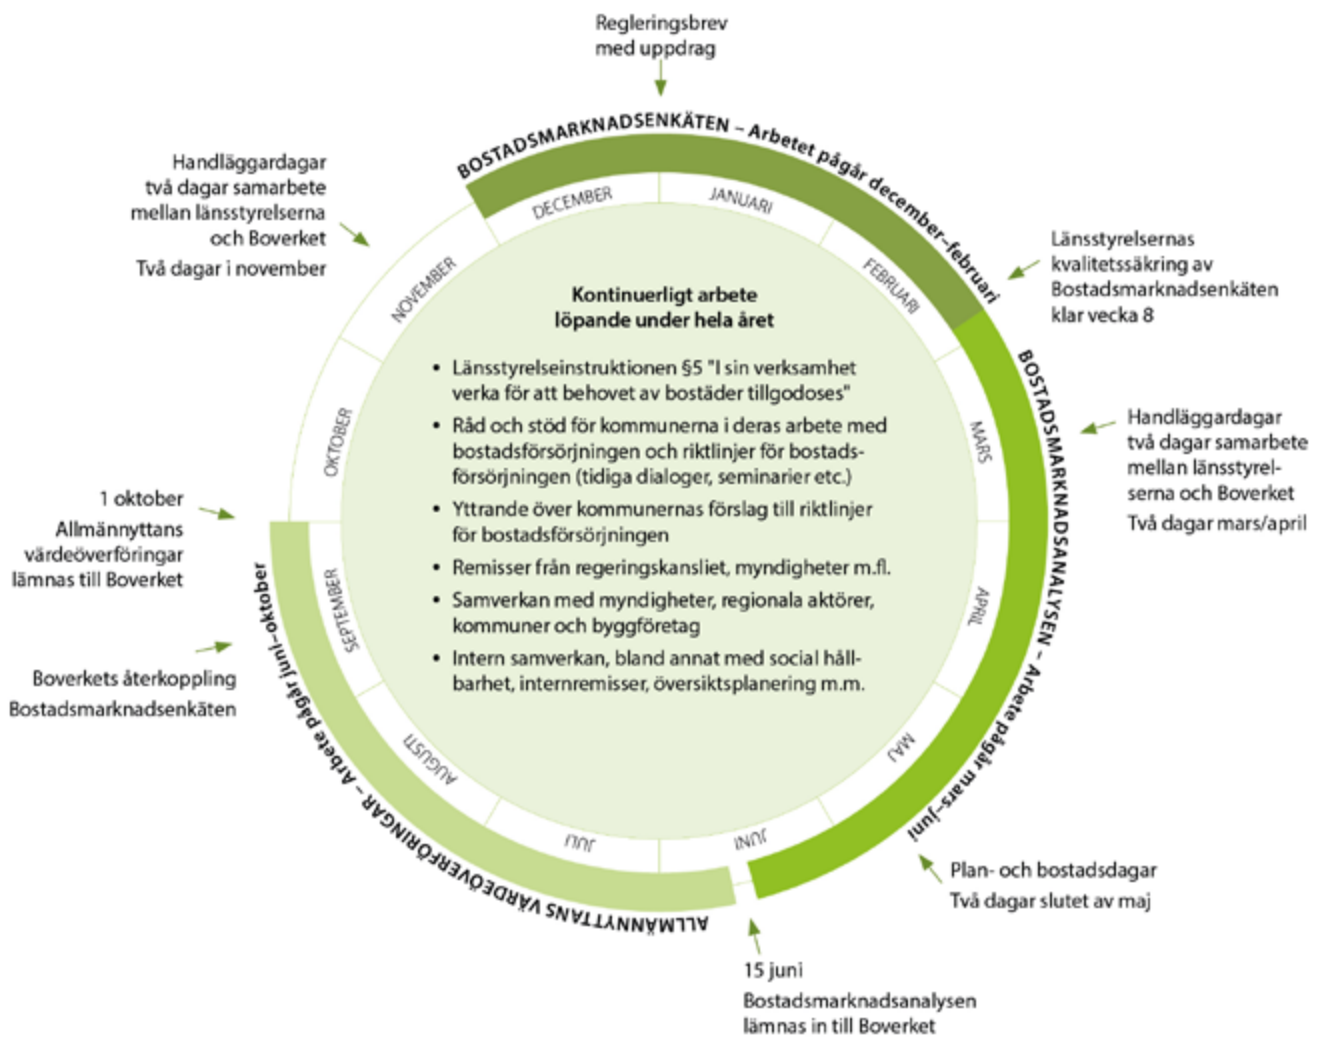 Regleringsbrev
med uppdrag
BOSTADSMARKNADSENKÄTEN – Arbetet pågår december–februari
Länsstyrelsernas
kvalitetssäkring av
Bostadsmarknadsenkäten
klar vecka 8
BOSTADSMARKNADSANALYSEN – Arbete pågår mars–juni
Handläggardagar
två dagar samarbete
mellan länsstyrel-
serna och Boverket
Två dagar mars/april
Plan- och bostadsdagar
Två dagar slutet av maj
15 juni
Bostadsmarknadsanalysen
lämnas in till Boverket
ALLMÄNNYTTANS VÄRDEÖVERFÖRINGAR – Arbete pågår juni–oktober
Boverkets återkoppling
Bostadsmarknadsenkäten
1 oktober
Allmännyttans
värdeöverföringar
lämnas till Boverket
Handläggardagar
två dagar samarbete
mellan länsstyrelserna
och Boverket
Två dagar i november
JANUARI
FEBRUARI
MARS
APRIL
MAJ
JUNI
JULI
AUGUSTI
SEPTEMBER
OKTOBER
NOVEMBER
DECEMBER
Kontinuerligt arbete
löpande under hela året
• Länsstyrelseinstruktionen §5 "I sin verksamhet
verka för att behovet av bostäder tillgodoses"
• Råd och stöd för kommunerna i deras arbete med
bostadsförsörjningen och riktlinjer för bostads-
försörjningen (tidiga dialoger, seminarier etc.)
• Yttrande över kommunernas förslag till riktlinjer
för bostadsförsörjningen
• Remisser från regeringskansliet, myndigheter m.fl.
• Samverkan med myndigheter, regionala aktörer,
kommuner och byggföretag
• Intern samverkan, bland annat med social håll-
barhet, internremisser, översiktsplanering m.m.